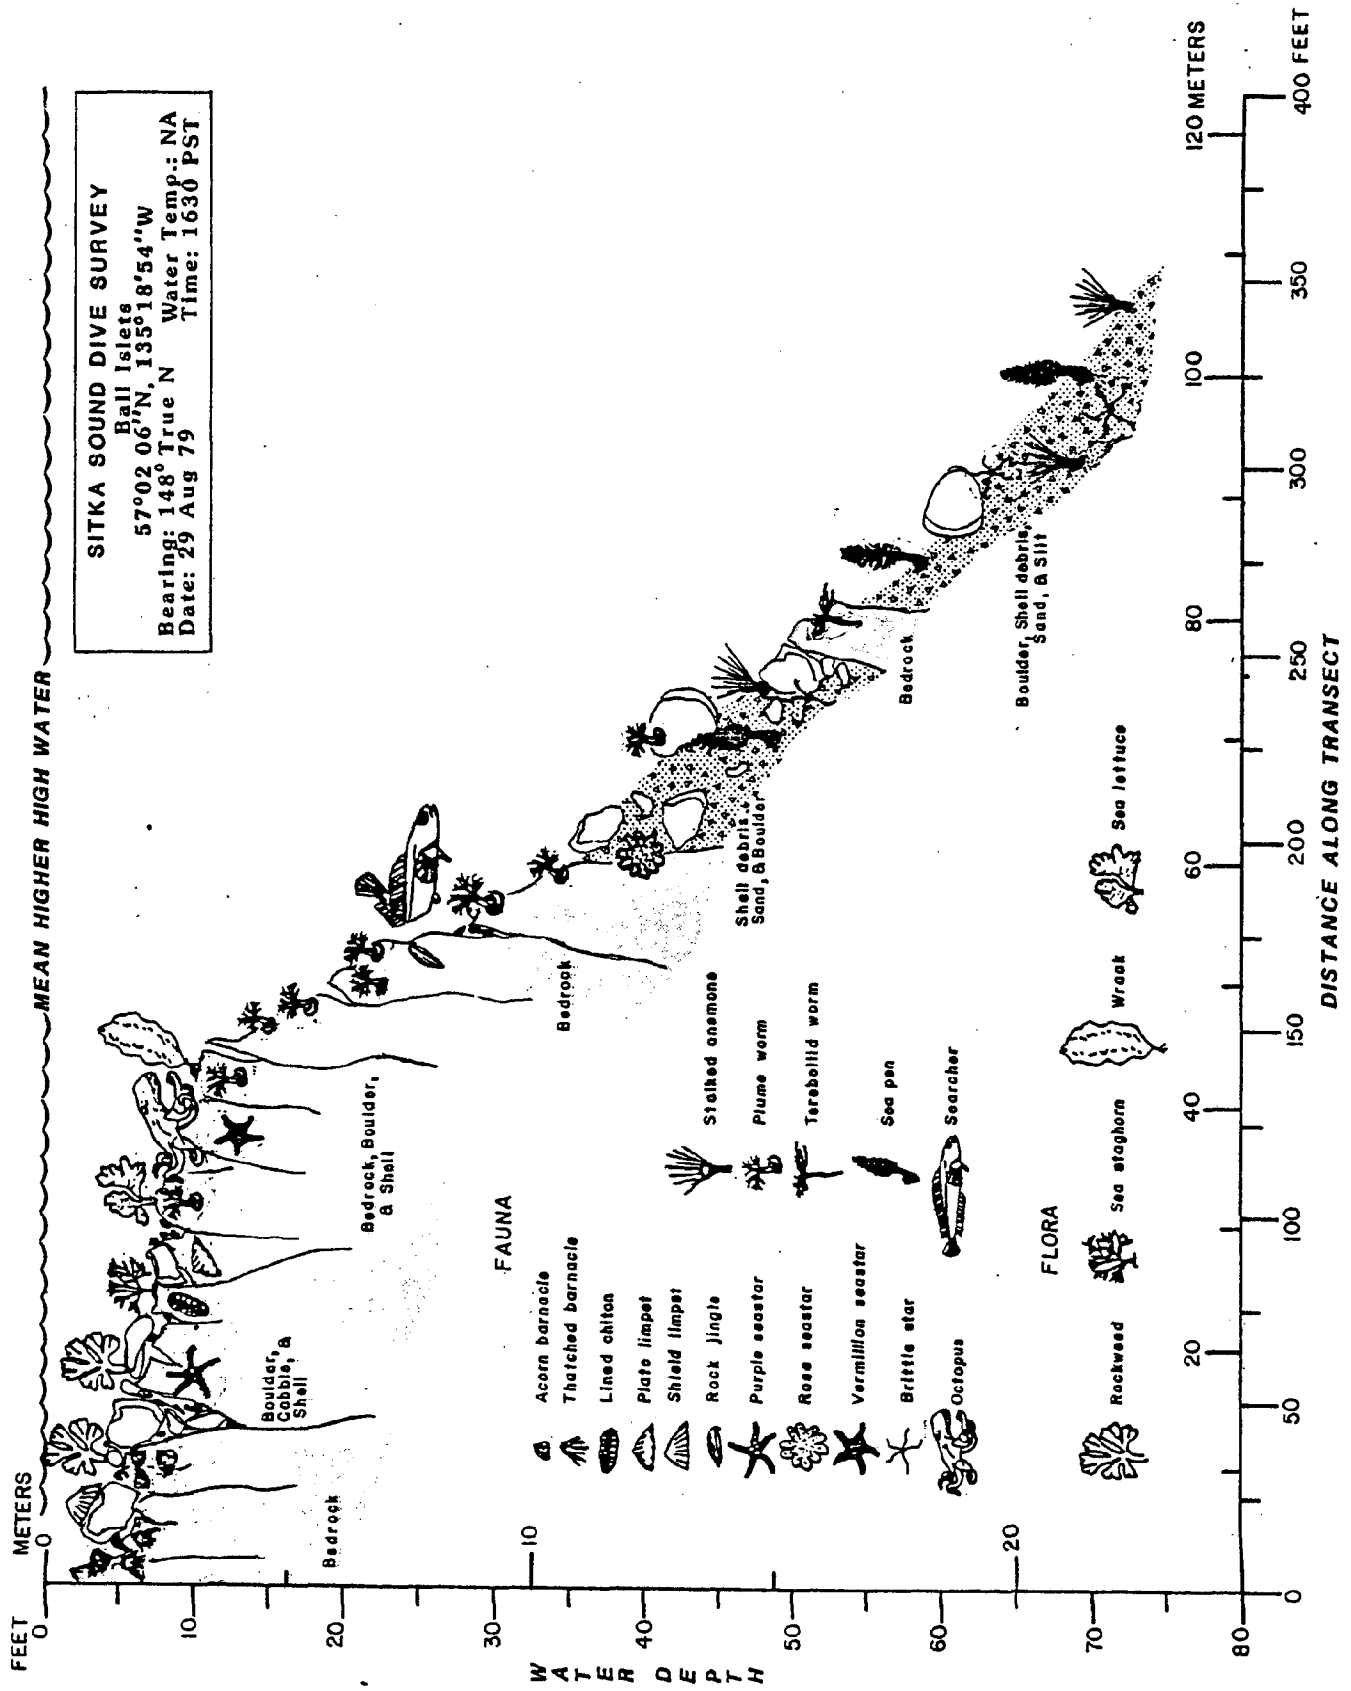 FEET
METERS
0
0
MEAN HIGHER HIGH WATER
SITKA SOUND DIVE SURVEY
Ball Islets
57°02 06"N, 135°18'54"W
Bearing: 148° True N Water Temp.: NA
Date: 29 Aug 79 Time: 1630 PST
10
20
30
40
50
60
70
80
10
20
WATER DEPTH
Bedrock
Boulder,
Cobble, &
Shell
Bedrock, Boulder,
& Shell
Bedrock
Shell debris,
Sand, & Boulder
Bedrock
Boulder, Shell debris,
Sand, & Silt
FAUNA
Acorn barnacle
Thatched barnacle
Lined chiton
Plate limpet
Shield limpet
Rock jingle
Purple seastar
Rose seastar
Vermillion seastar
Brittle star
Octopus
Stalked anemone
Plume worm
Terebellid worm
Sea pen
Searcher
FLORA
Rockweed
Sea staghorn
Wraak
Sea lettuce
20
40
60
80
100
120 METERS
0
50
100
150
200
250
300
350
400 FEET
DISTANCE ALONG TRANSECT